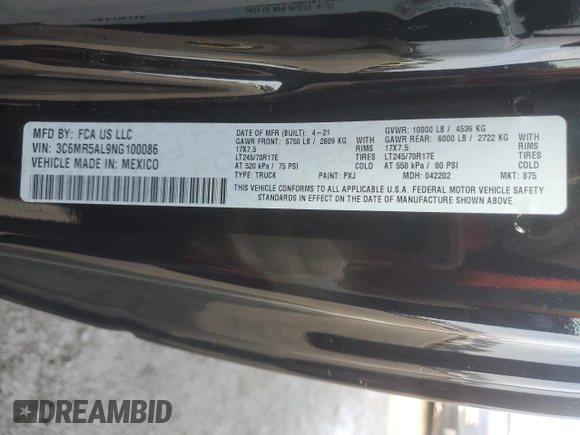 MFD BY: FCA US LLC
VIN: 3C6MR5AL9NG100086
VEHICLE MADE IN: MEXICO
DATE OF MFR (BUILT): 4-21 GVWR: 10000 LB / 4536 KG
GAWR FRONT: 5750 LB / 2609 KG GAWR REAR: 6000 LB / 2722 KG
17X7.5 RIMS 17X7.5 RIMS
LT245/70R17E TIRES LT245/70R17E TIRES
AT 520 kPa / 75 PSI COLD AT 550 kPa / 80 PSI COLD
TYPE: TRUCK PAINT: PXJ MDH: 042202 MKT: 875
THIS VEHICLE CONFORMS TO ALL APPLICABLE U.S.A. FEDERAL MOTOR VEHICLE SAFETY
STANDARDS IN EFFECT ON THE DATE OF MANUFACTURE SHOWN ABOVE.
DREAMBID